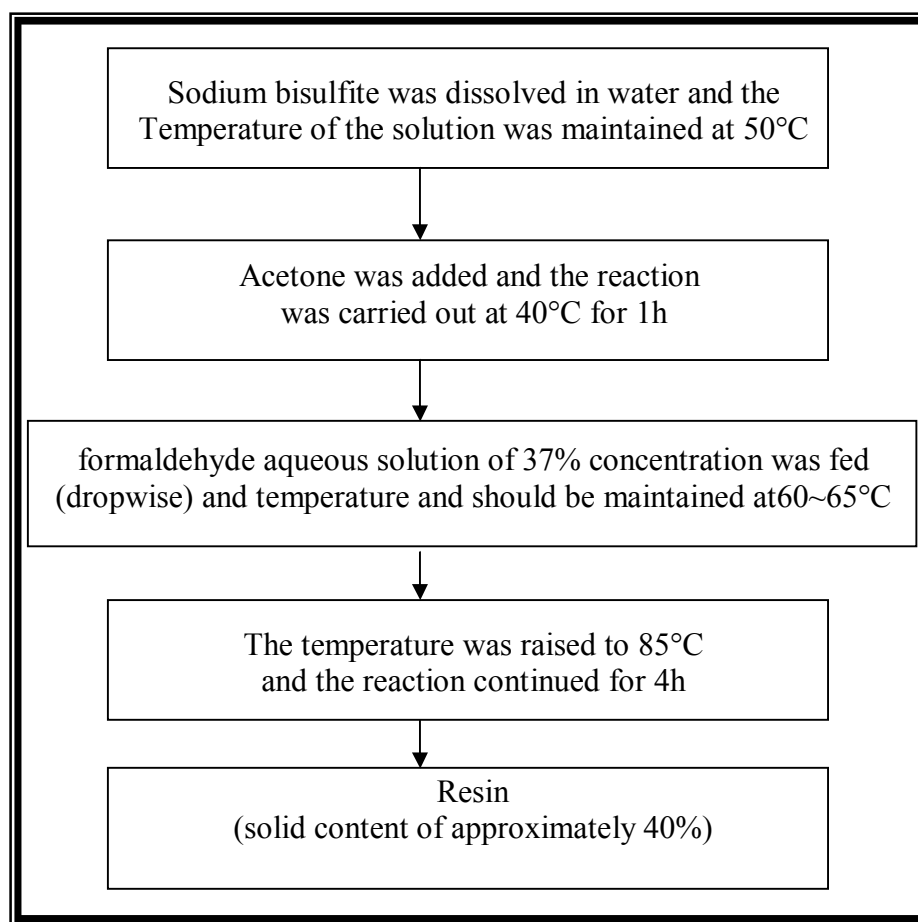 Sodium bisulfite was dissolved in water and the
Temperature of the solution was maintained at 50°C
Acetone was added and the reaction
was carried out at 40°C for 1h
formaldehyde aqueous solution of 37% concentration was fed
(dropwise) and temperature and should be maintained at60~65°C
The temperature was raised to 85°C
and the reaction continued for 4h
Resin
(solid content of approximately 40%)